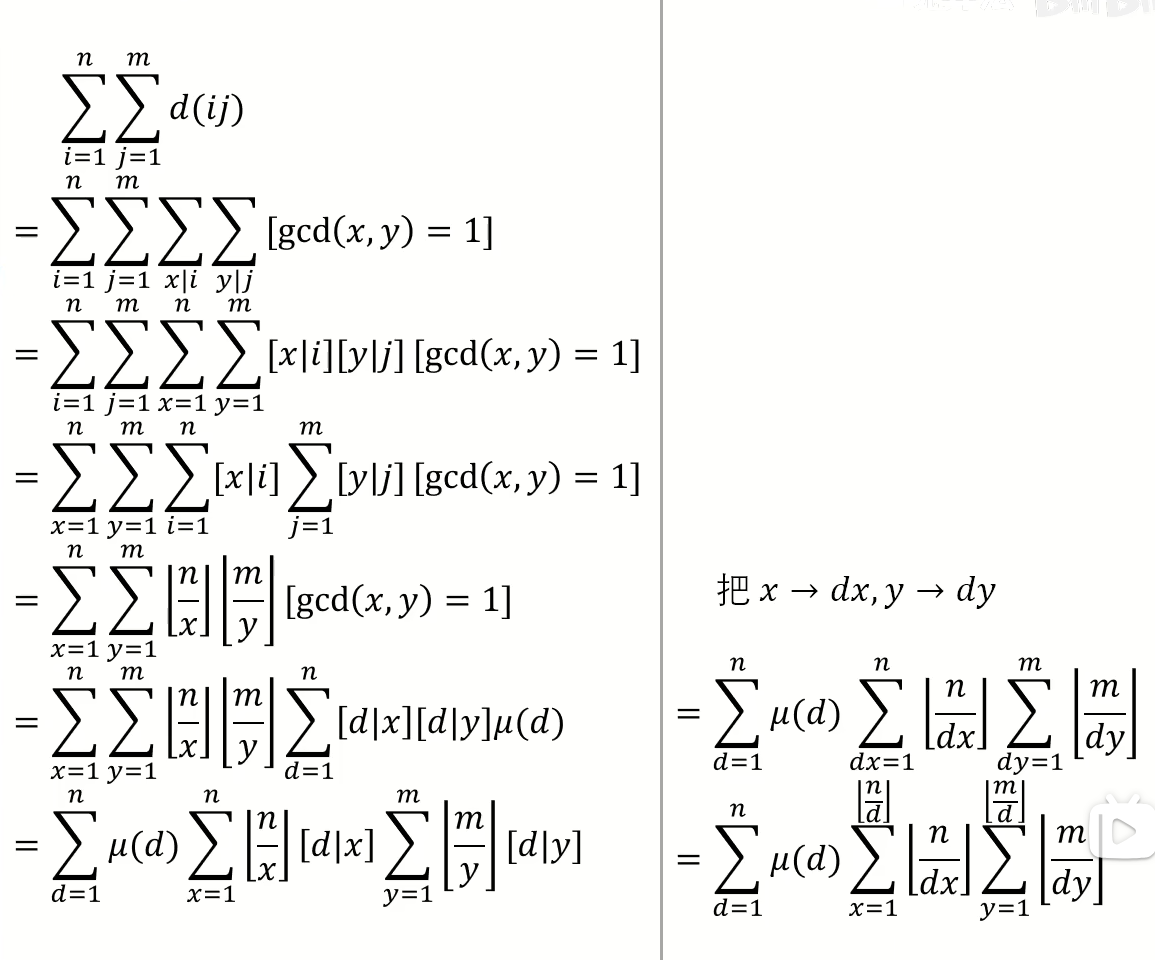 $\sum_{i=1}^{n}\sum_{j=1}^{m} d(ij)$
$=\sum_{i=1}^{n}\sum_{j=1}^{m}\sum_{x|i}\sum_{y|j}[\gcd(x,y)=1]$
$=\sum_{i=1}^{n}\sum_{j=1}^{m}\sum_{x=1}^{n}\sum_{y=1}^{m}[x|i][y|j][\gcd(x,y)=1]$
$=\sum_{x=1}^{n}\sum_{y=1}^{m}\sum_{i=1}^{n}[x|i]\sum_{j=1}^{m}[y|j][\gcd(x,y)=1]$
$=\sum_{x=1}^{n}\sum_{y=1}^{m}\left\lfloor\frac{n}{x}\right\rfloor\left\lfloor\frac{m}{y}\right\rfloor[\gcd(x,y)=1]$
$=\sum_{x=1}^{n}\sum_{y=1}^{m}\left\lfloor\frac{n}{x}\right\rfloor\left\lfloor\frac{m}{y}\right\rfloor\sum_{d=1}^{n}[d|x][d|y]\mu(d)$
$=\sum_{d=1}^{n}\mu(d)\sum_{x=1}^{n}\left\lfloor\frac{n}{x}\right\rfloor[d|x]\sum_{y=1}^{m}\left\lfloor\frac{m}{y}\right\rfloor[d|y]$
把 $x\to dx, y\to dy$
$=\sum_{d=1}^{n}\mu(d)\sum_{dx=1}^{n}\left\lfloor\frac{n}{dx}\right\rfloor\sum_{dy=1}^{m}\left\lfloor\frac{m}{dy}\right\rfloor$
$=\sum_{d=1}^{n}\mu(d)\sum_{x=1}^{\left\lfloor\frac{n}{d}\right\rfloor}\left\lfloor\frac{n}{dx}\right\rfloor\sum_{y=1}^{\left\lfloor\frac{m}{d}\right\rfloor}\left\lfloor\frac{m}{dy}\right\rfloor$